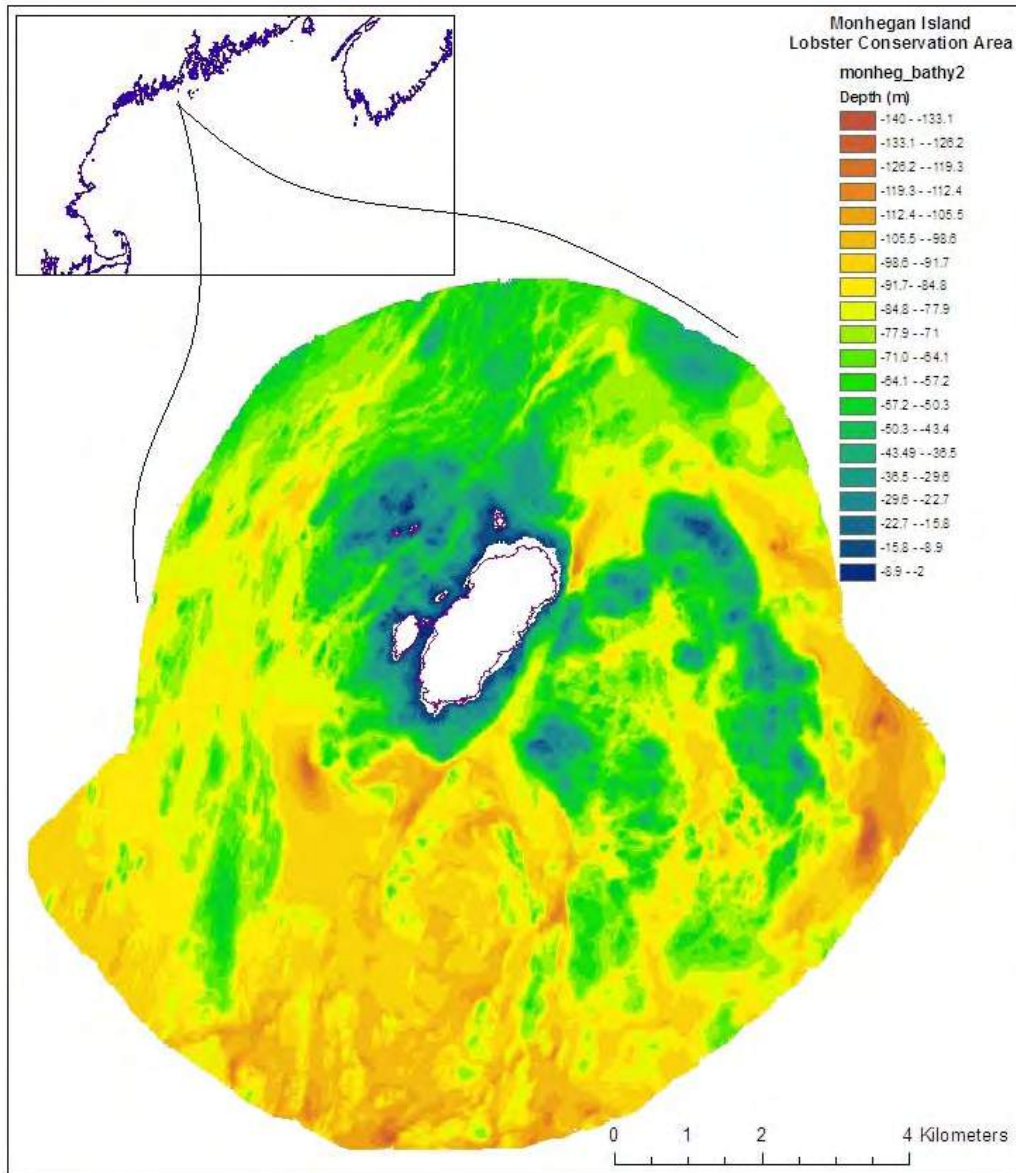 Monhegan Island
Lobster Conservation Area
monheg_bathy2
Depth (m)
-140 - -133.1
-133.1 - -126.2
-126.2 - -119.3
-119.3 - -112.4
-112.4 - -105.5
-105.5 - -98.6
-98.6 - -91.7
-91.7 - -84.8
-84.8 - -77.9
-77.9 - -71
-71.0 - -64.1
-64.1 - -57.2
-57.2 - -50.3
-50.3 - -43.4
-43.49 - -36.5
-36.5 - -29.6
-29.6 - -22.7
-22.7 - -15.8
-15.8 - -8.9
-8.9 - -2
0 1 2 4 Kilometers